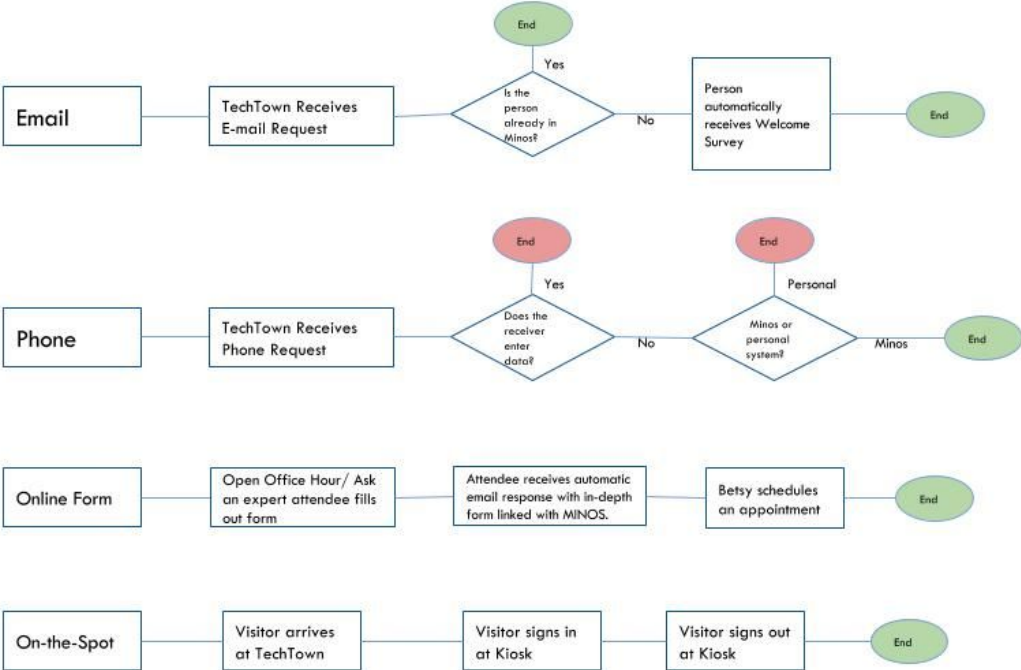 End
Yes
Email
TechTown Receives
E-mail Request
Is the
person
already in
Minos?
No
Person
automatically
receives Welcome
Survey
End
End
Yes
End
Personal
Phone
TechTown Receives
Phone Request
Does the
receiver
enter
data?
No
Minos or
personal
system?
Minos
End
Online Form
Open Office Hour/ Ask
an expert attendee fills
out form
Attendee receives automatic
email response with in-depth
form linked with MINOS.
Betsy schedules
an appointment
End
On-the-Spot
Visitor arrives
at TechTown
Visitor signs in
at Kiosk
Visitor signs out
at Kiosk
End